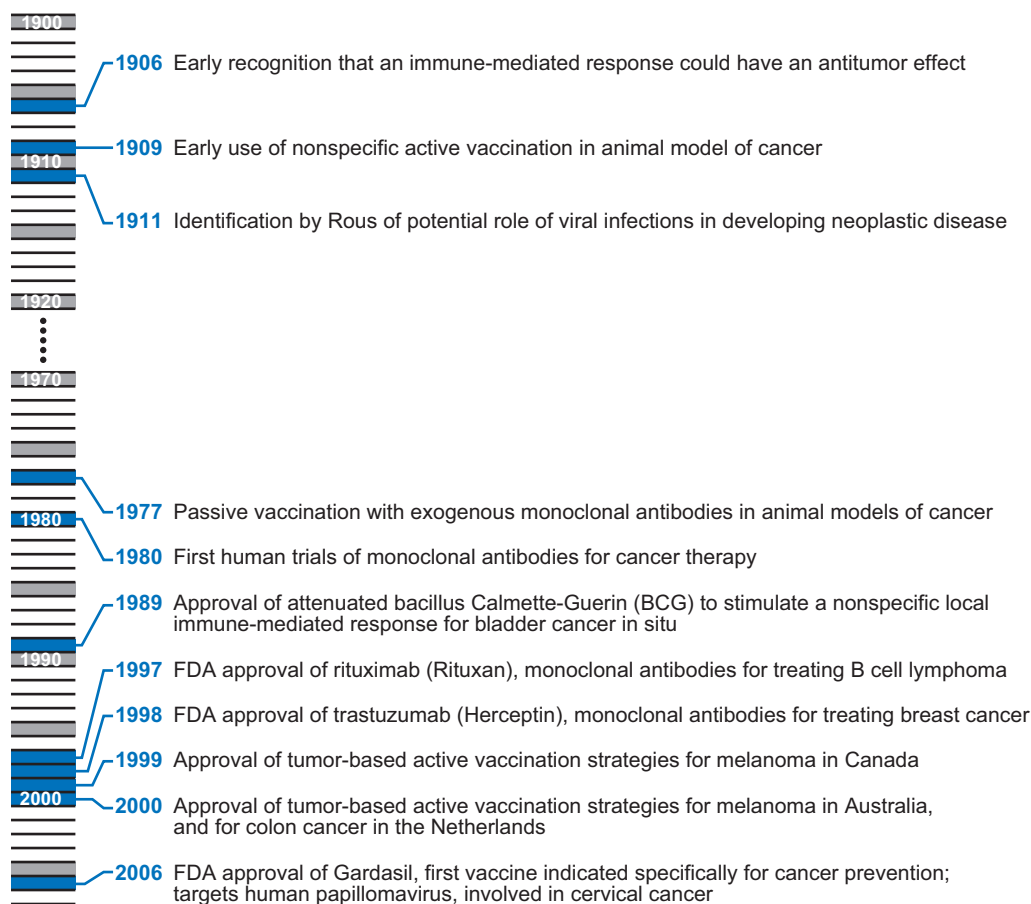 1900
1906 Early recognition that an immune-mediated response could have an antitumor effect
1909 Early use of nonspecific active vaccination in animal model of cancer
1910
1911 Identification by Rous of potential role of viral infections in developing neoplastic disease
1920
1970
1977 Passive vaccination with exogenous monoclonal antibodies in animal models of cancer
1980
1980 First human trials of monoclonal antibodies for cancer therapy
1989 Approval of attenuated bacillus Calmette-Guerin (BCG) to stimulate a nonspecific local
immune-mediated response for bladder cancer in situ
1990
1997 FDA approval of rituximab (Rituxan), monoclonal antibodies for treating B cell lymphoma
1998 FDA approval of trastuzumab (Herceptin), monoclonal antibodies for treating breast cancer
1999 Approval of tumor-based active vaccination strategies for melanoma in Canada
2000
2000 Approval of tumor-based active vaccination strategies for melanoma in Australia,
and for colon cancer in the Netherlands
2006 FDA approval of Gardasil, first vaccine indicated specifically for cancer prevention;
targets human papillomavirus, involved in cervical cancer